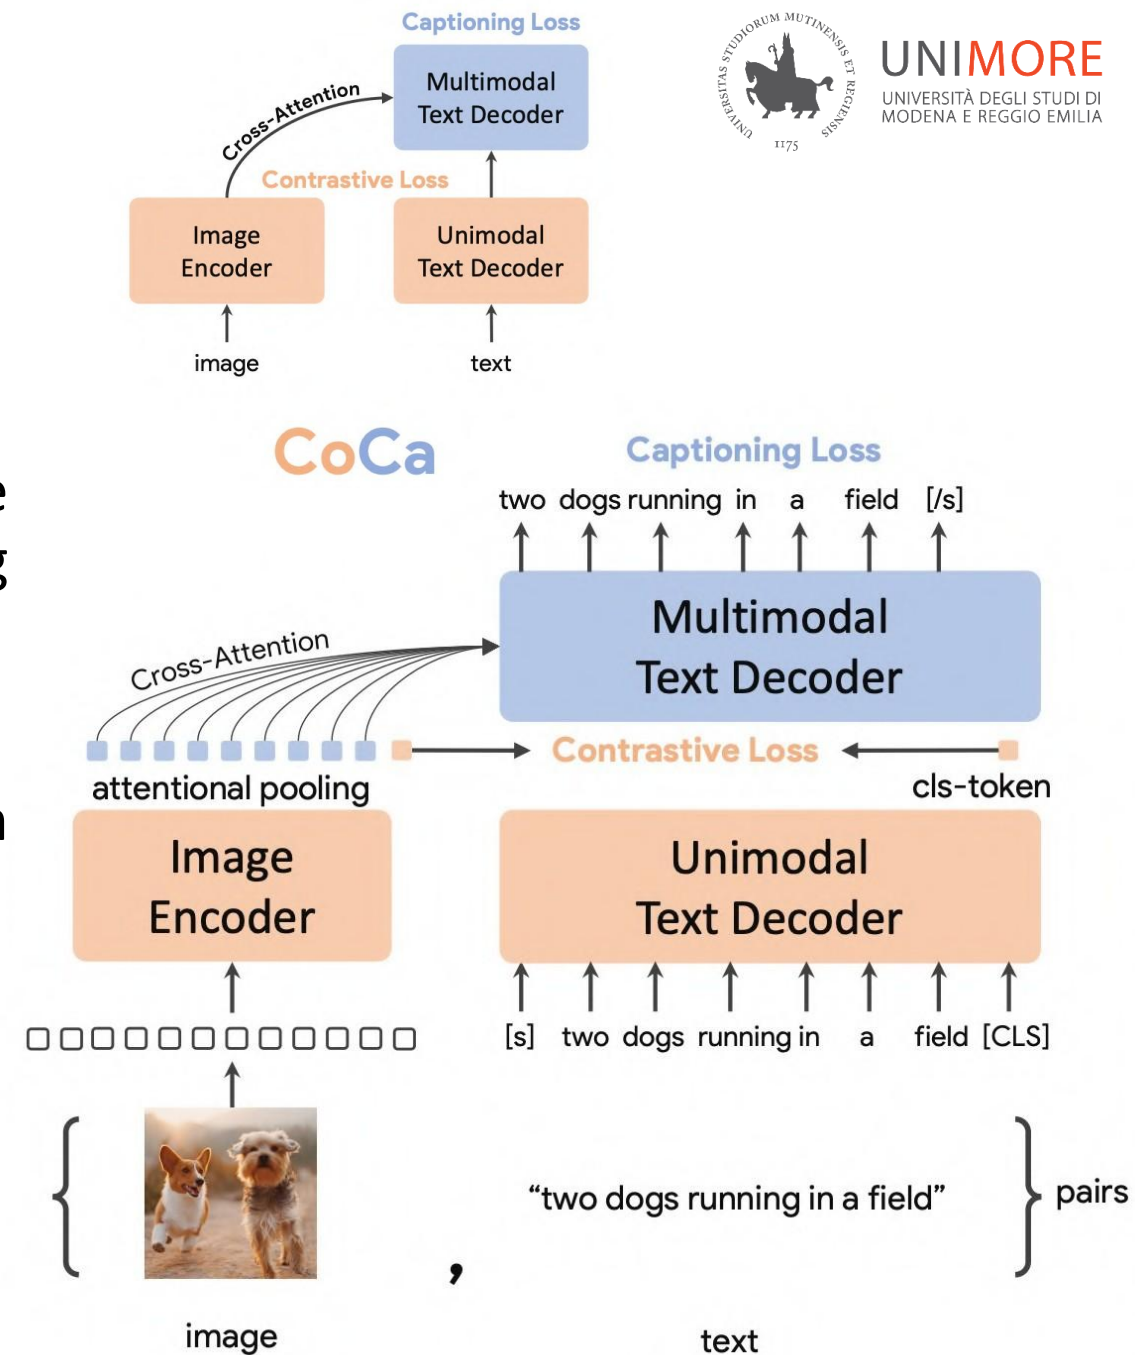 Captioning Loss
Multimodal
Text Decoder
Cross-Attention
Contrastive Loss
Image
Encoder
Unimodal
Text Decoder
image
text
UNIVERSITAS STUDIORUM MUTINENSIS ET REGIENSIS
1175
UNIMORE
UNIVERSITÀ DEGLI STUDI DI
MODENA E REGGIO EMILIA
CoCa
Captioning Loss
two dogs running in a field [/s]
Multimodal
Text Decoder
Cross-Attention
Contrastive Loss
attentional pooling
cls-token
Image
Encoder
Unimodal
Text Decoder
[s] two dogs running in a field [CLS]
“two dogs running in a field”
pairs
,
image
text